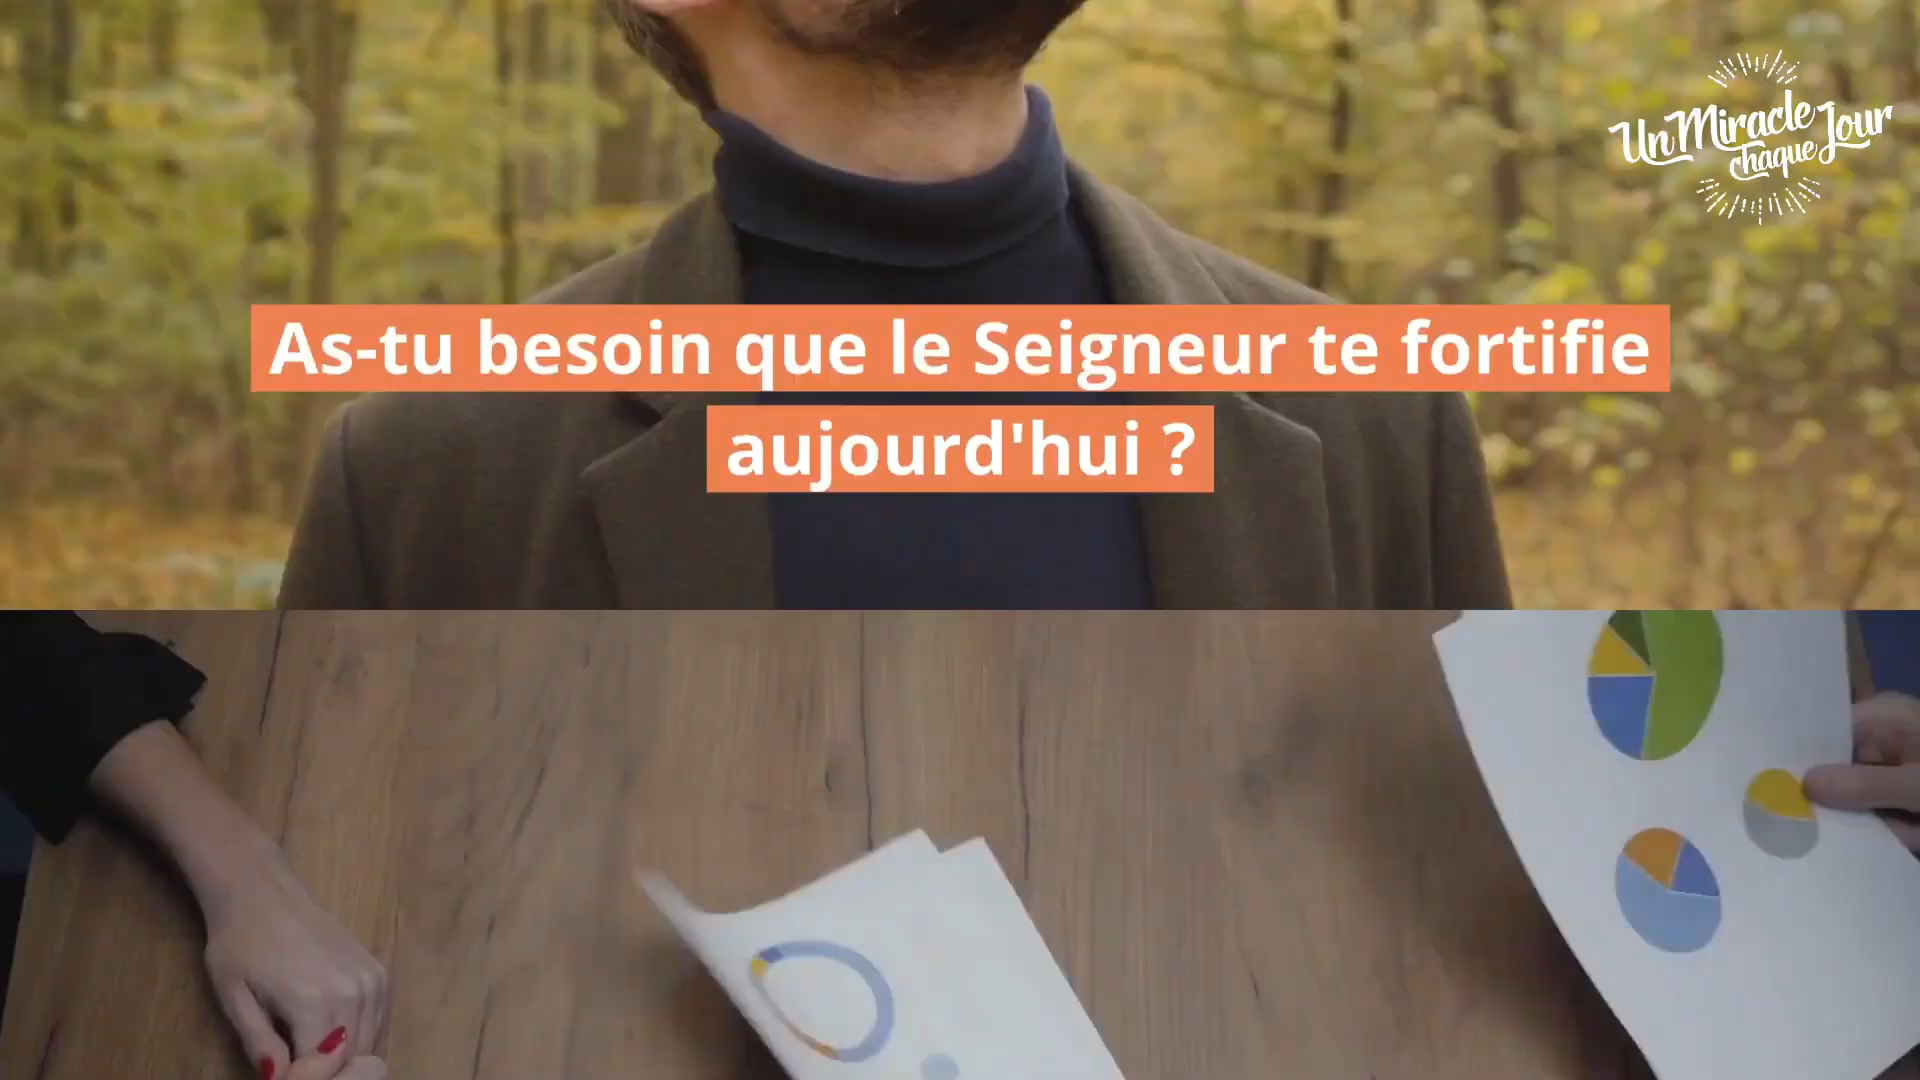 Un Miracle
chaque Jour
As-tu besoin que le Seigneur te fortifie
aujourd'hui ?